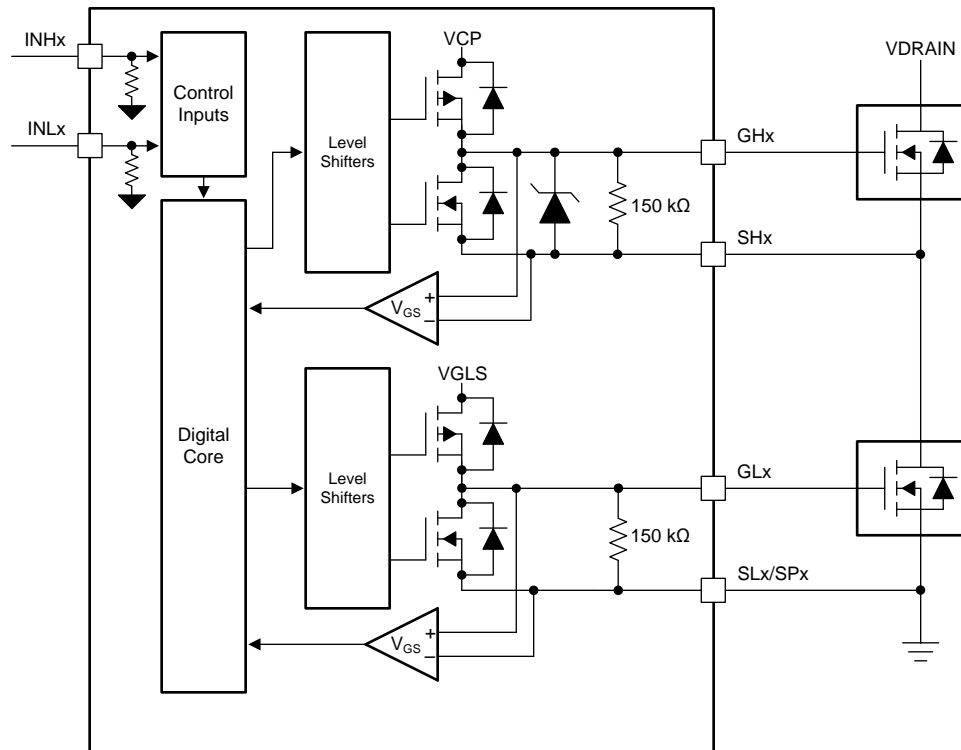 INHx
INLx
Control
Inputs
Digital
Core
Level
Shifters
VCP
VGS
+
–
150 kΩ
GHx
SHx
VDRAIN
Level
Shifters
VGLS
VGS
+
–
150 kΩ
GLx
SLx/SPx